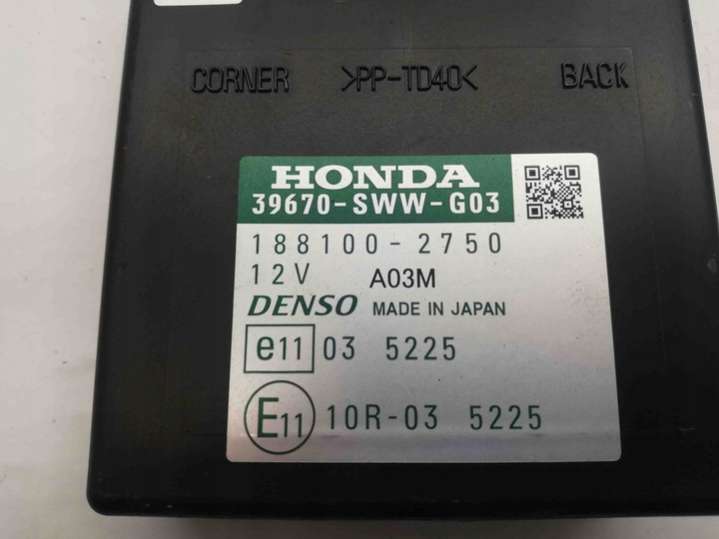 CORNER >PP-TD40< BACK
HONDA
39670-SWW-G03
188100-2750
12V A03M
DENSO MADE IN JAPAN
e11 03 5225
E11 10R-03 5225